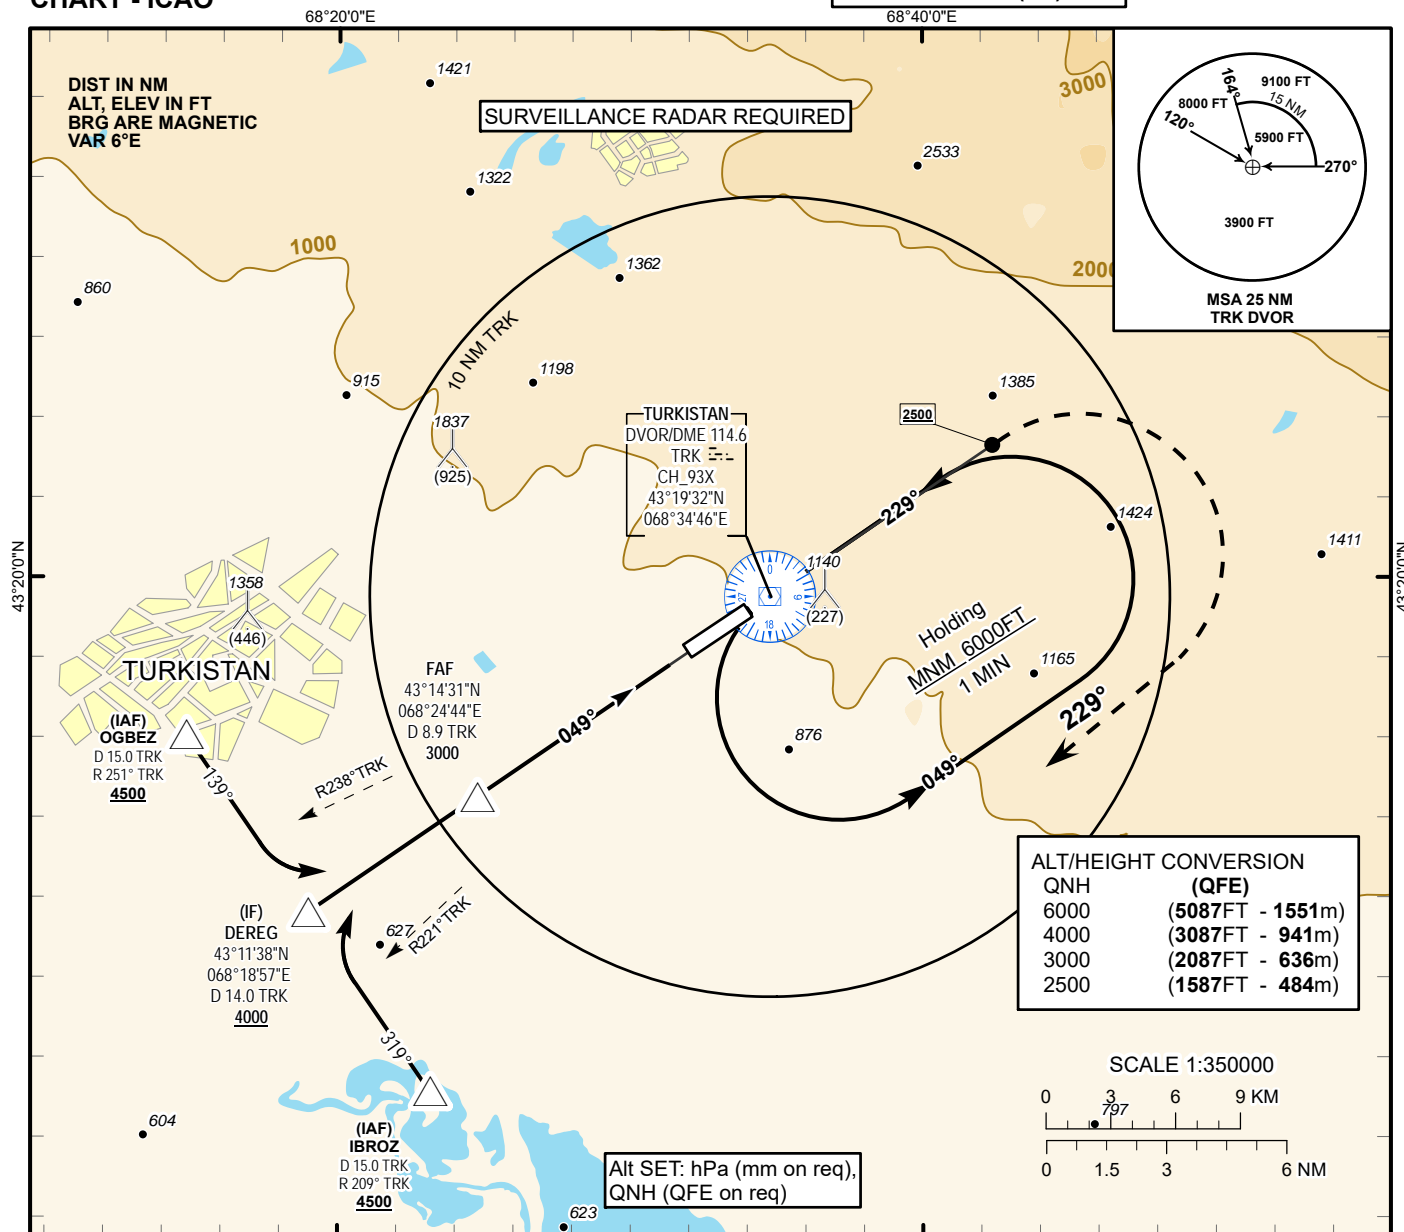 CHART - ICAO
68°20'0"E
68°40'0"E
DIST IN NM
ALT, ELEV IN FT
BRG ARE MAGNETIC
VAR 6°E
1421
SURVEILLANCE RADAR REQUIRED
3000
2533
1322
164°
9100 FT
8000 FT
15 NM
120°
5900 FT
270°
3900 FT
MSA 25 NM
TRK DVOR
1000
1362
2000
860
10 NM TRK
1198
915
1385
1837
(925)
TURKISTAN
DVOR/DME 114.6
TRK
CH_93X
43°19'32"N
068°34'46"E
2500
229°
1424
1411
43°20'0"N
43°20'0"N
1358
(446)
TURKISTAN
0
9
18
27
1140
(227)
Holding
MNM 6000FT
1 MIN
1165
FAF
43°14'31"N
068°24'44"E
D 8.9 TRK
3000
049°
(IAF)
OGBEZ
D 15.0 TRK
R 251° TRK
4500
139°
R238°TRK
876
049°
229°
(IF)
DEREG
43°11'38"N
068°18'57"E
D 14.0 TRK
4000
627
R221°TRK
ALT/HEIGHT CONVERSION
QNH (QFE)
6000 (5087FT - 1551m)
4000 (3087FT - 941m)
3000 (2087FT - 636m)
2500 (1587FT - 484m)
319°
SCALE 1:350000
0 3 6 9 KM
797
0 1.5 3 6 NM
604
(IAF)
IBROZ
D 15.0 TRK
R 209° TRK
4500
Alt SET: hPa (mm on req),
QNH (QFE on req)
623